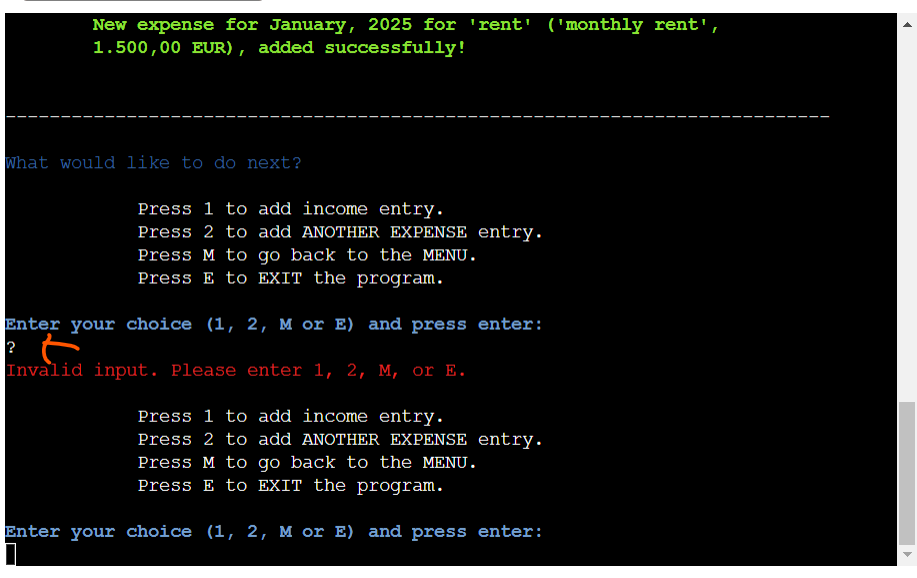 New expense for January, 2025 for 'rent' ('monthly rent',
1.500,00 EUR), added successfully!
---------------------------------------------------------------------------
What would like to do next?
Press 1 to add income entry.
Press 2 to add ANOTHER EXPENSE entry.
Press M to go back to the MENU.
Press E to EXIT the program.
Enter your choice (1, 2, M or E) and press enter:
?
Invalid input. Please enter 1, 2, M, or E.
Press 1 to add income entry.
Press 2 to add ANOTHER EXPENSE entry.
Press M to go back to the MENU.
Press E to EXIT the program.
Enter your choice (1, 2, M or E) and press enter: